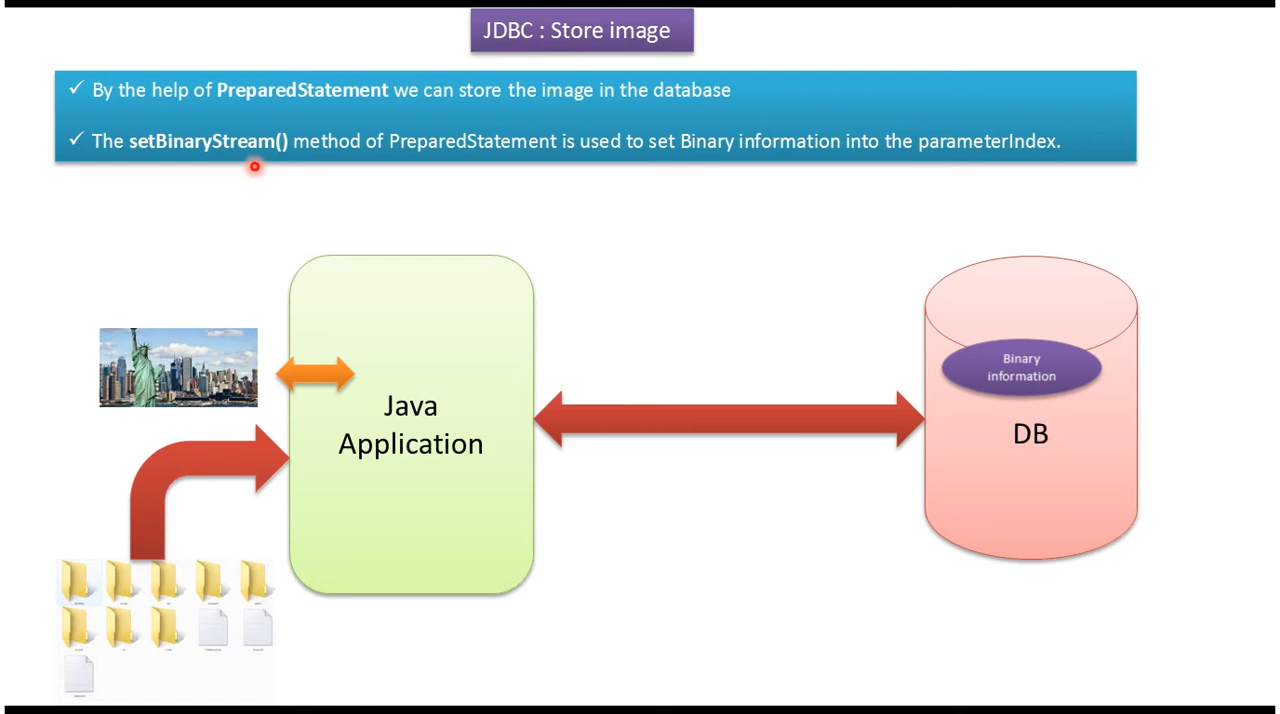 JDBC : Store image
✓ By the help of PreparedStatement we can store the image in the database
✓ The setBinaryStream() method of PreparedStatement is used to set Binary information into the parameterIndex.
Binary
information
Java
Application
DB